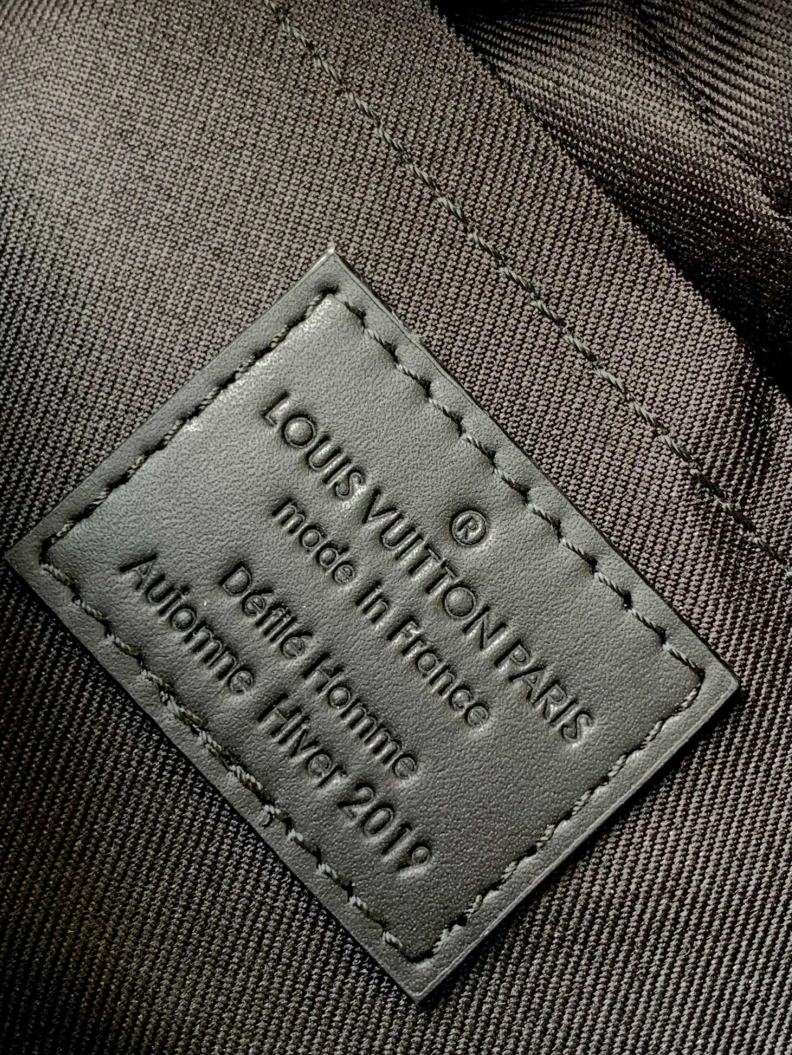 ®
LOUIS VUITTON PARIS
made in France
Défilé Homme
Automne Hiver 2019